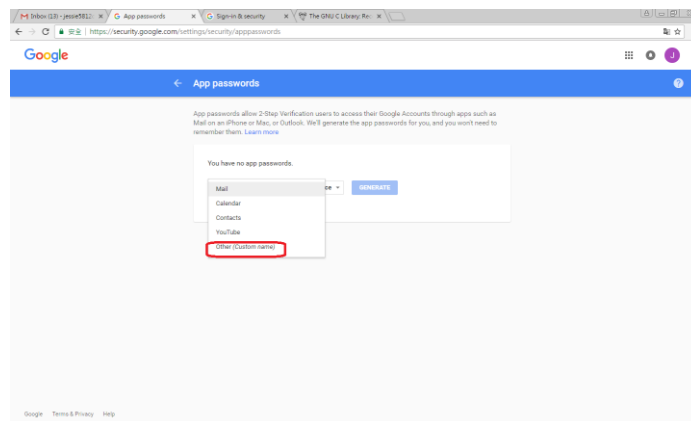 Inbox (13) - jessie5812
App passwords
Sign-in & security
The GNU C Library: Re
https://security.google.com/settings/security/apppasswords
Google
J
App passwords
App passwords allow 2-Step Verification users to access their Google Accounts through apps such as
Mail on an iPhone or Mac, or Outlook. We'll generate the app passwords for you, and you won't need to
remember them. Learn more
You have no app passwords.
Mail
GENERATE
Calendar
Contacts
YouTube
Other (Custom name)
Google Terms & Privacy Help